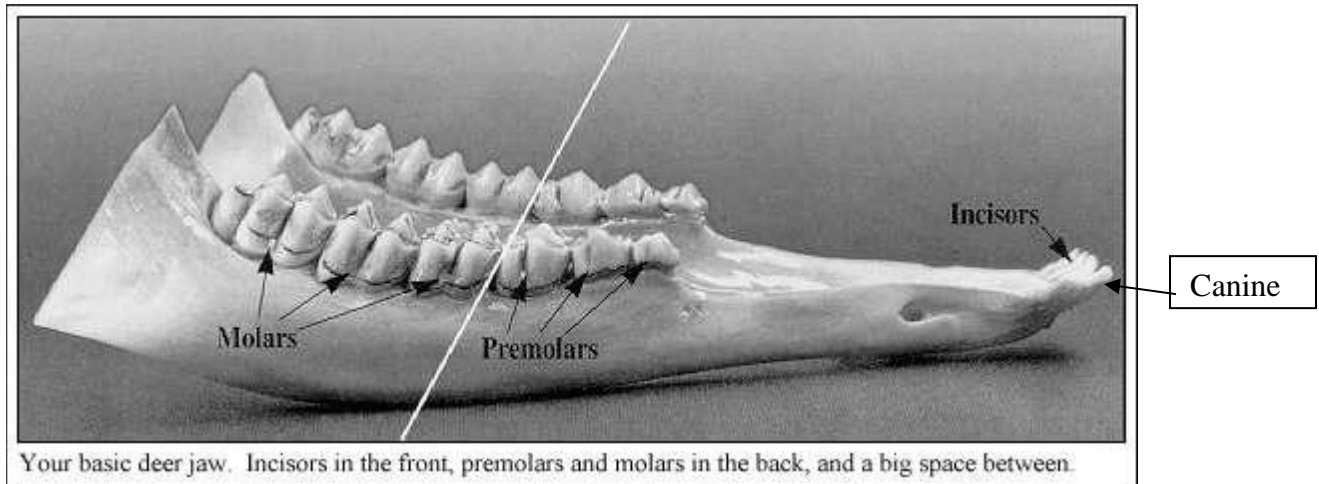 Incisors
Canine
Molars
Premolars
Your basic deer jaw. Incisors in the front, premolars and molars in the back, and a big space between.